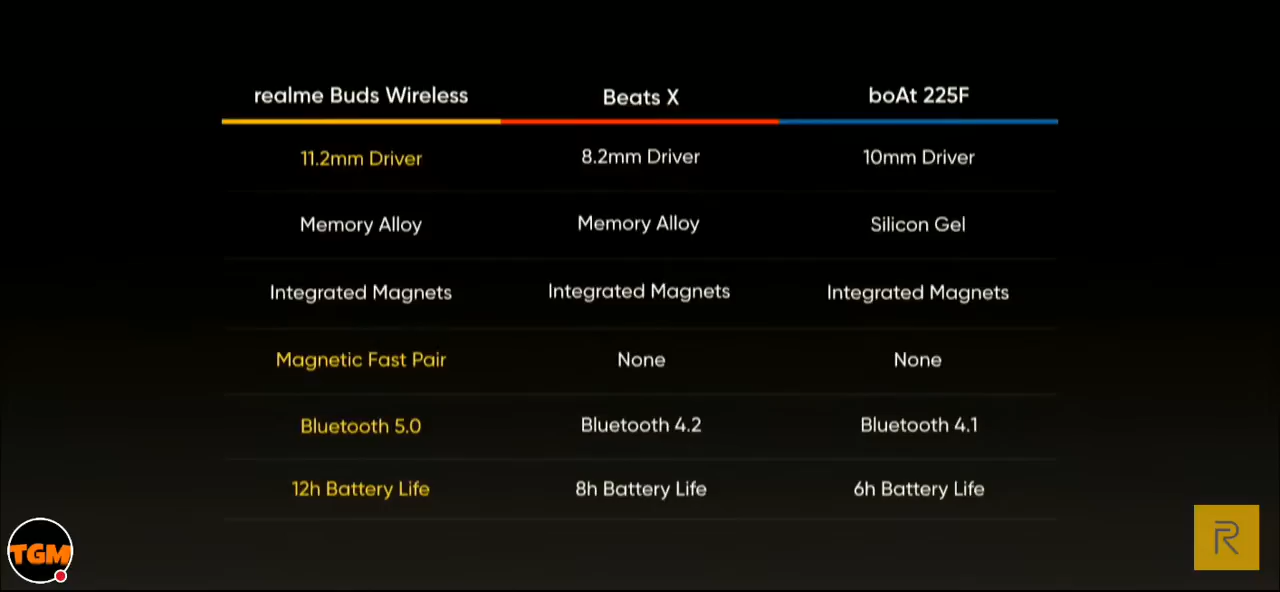 realme Buds Wireless Beats X boAt 225F
11.2mm Driver 8.2mm Driver 10mm Driver
Memory Alloy Memory Alloy Silicon Gel
Integrated Magnets Integrated Magnets Integrated Magnets
Magnetic Fast Pair None None
Bluetooth 5.0 Bluetooth 4.2 Bluetooth 4.1
12h Battery Life 8h Battery Life 6h Battery Life
TGM
R